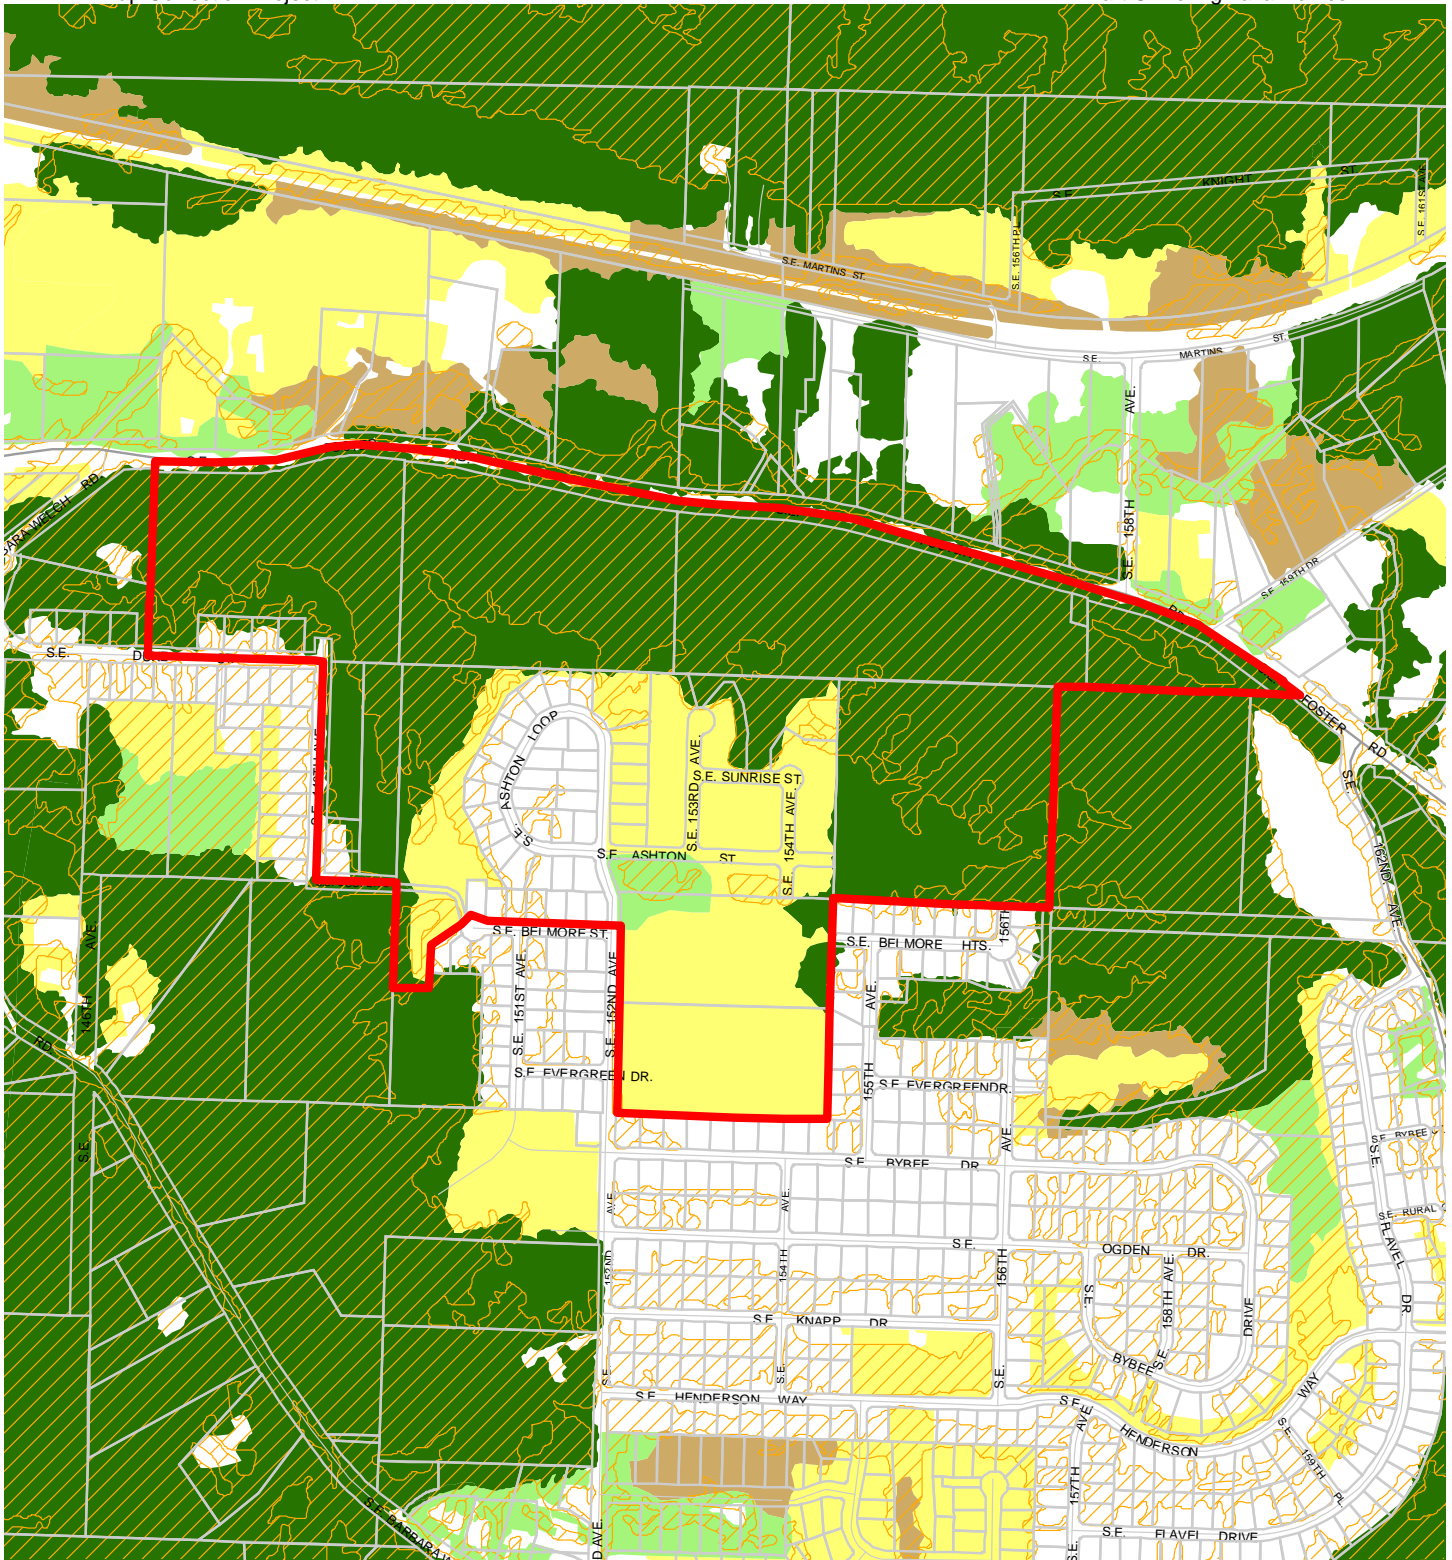 S.E. KNIGHT ST.
S.E. 161ST AVE.
S.E. 156TH PL
S.E. MARTINS ST.
S.E. MARTINS ST.
S.E. 158TH AVE.
S.E. 159TH DR
RD.
S.E.
FOSTER RD
S.E. 162ND. AVE.
ASHTON LOOP
S.E.
S.E. 153RD AVE.
S.E. SUNRISE ST.
S.E. 154TH AVE.
S.E. ASHTON ST.
S.E. BELMORE ST.
S.E. BELMORE HTS.
156TH
S.E. 151ST AVE.
S.E. 152ND AVE
155TH AVE.
S.E. EVERGREEN DR.
S.E. EVERGREEN DR.
S.E. 146TH AVE
RD.
S.E. BYBEE DR.
AVE.
S.E. 152ND AVE
S.E. 154TH AVE.
S.E. 156TH
S.E. OGDEN DR.
S.E. 158TH AVE.
S.E. BYBEE DRIVE
S.E. KNAPP DR
S.E. HENDERSON WAY
S.E. HENDERSON WAY
S.E. 157TH AVE
S.E. 159TH PL.
S.E. FLAVEL DRIVE
S.E. FLAVEL DR
S.E. BYBEE
S.E. RURAL
D AVE.